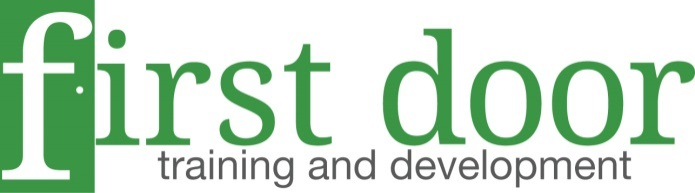 first door
training and development